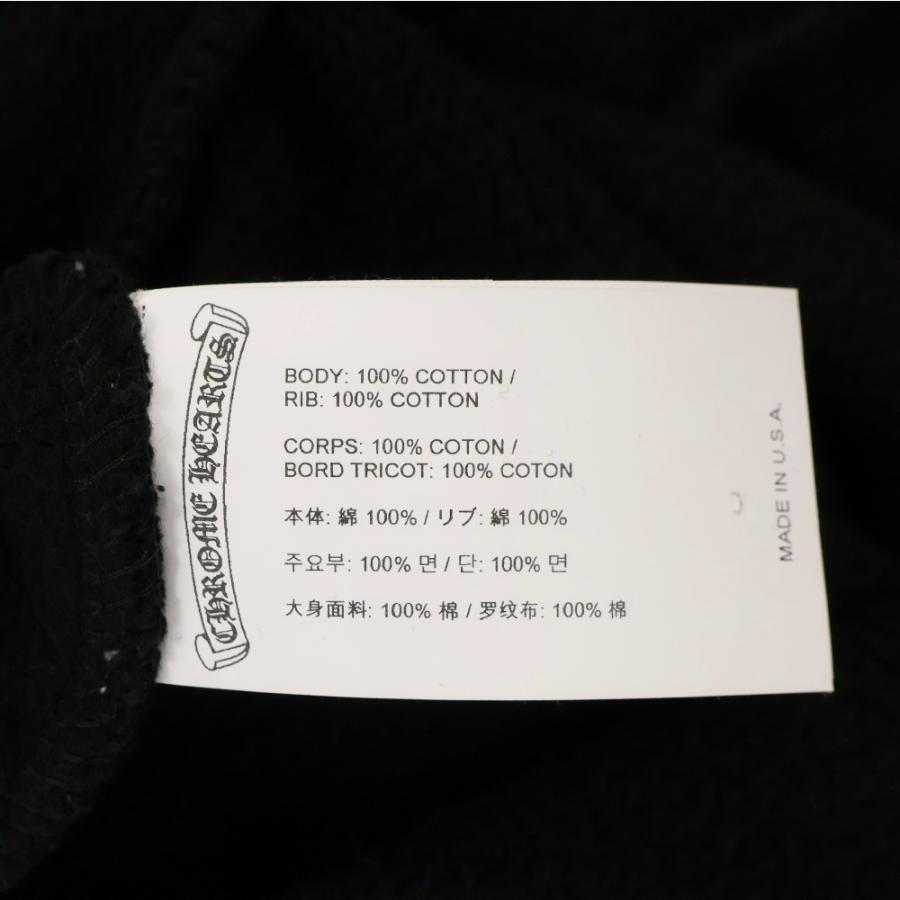 CHROME HEARTS
BODY: 100% COTTON /
RIB: 100% COTTON
CORPS: 100% COTON /
BORD TRICOT: 100% COTON
本体: 綿 100% / リブ: 綿 100%
주요부: 100% 면 / 단: 100% 면
大身面料: 100% 棉 / 罗纹布: 100% 棉
MADE IN U.S.A.